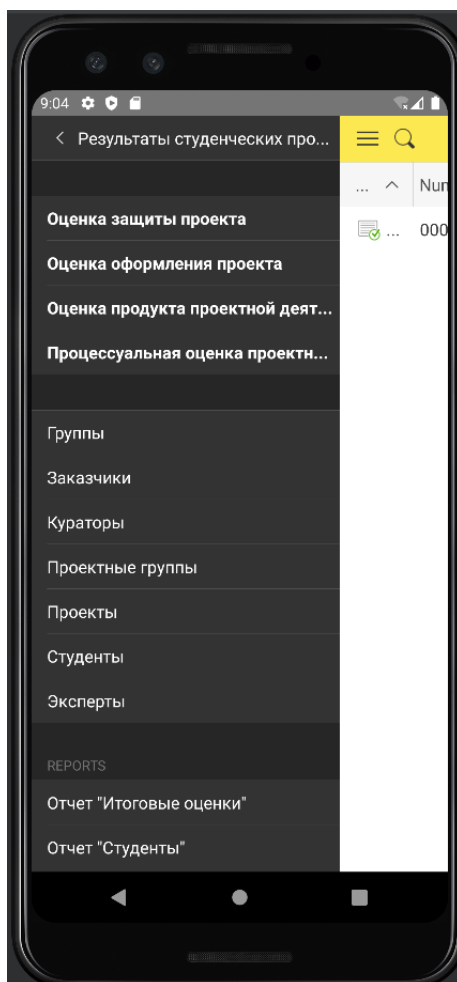 9:04
Результаты студенческих про...
... Num
Оценка защиты проекта
... 000
Оценка оформления проекта
Оценка продукта проектной деят...
Процессуальная оценка проектн...
Группы
Заказчики
Кураторы
Проектные группы
Проекты
Студенты
Эксперты
REPORTS
Отчет "Итоговые оценки"
Отчет "Студенты"